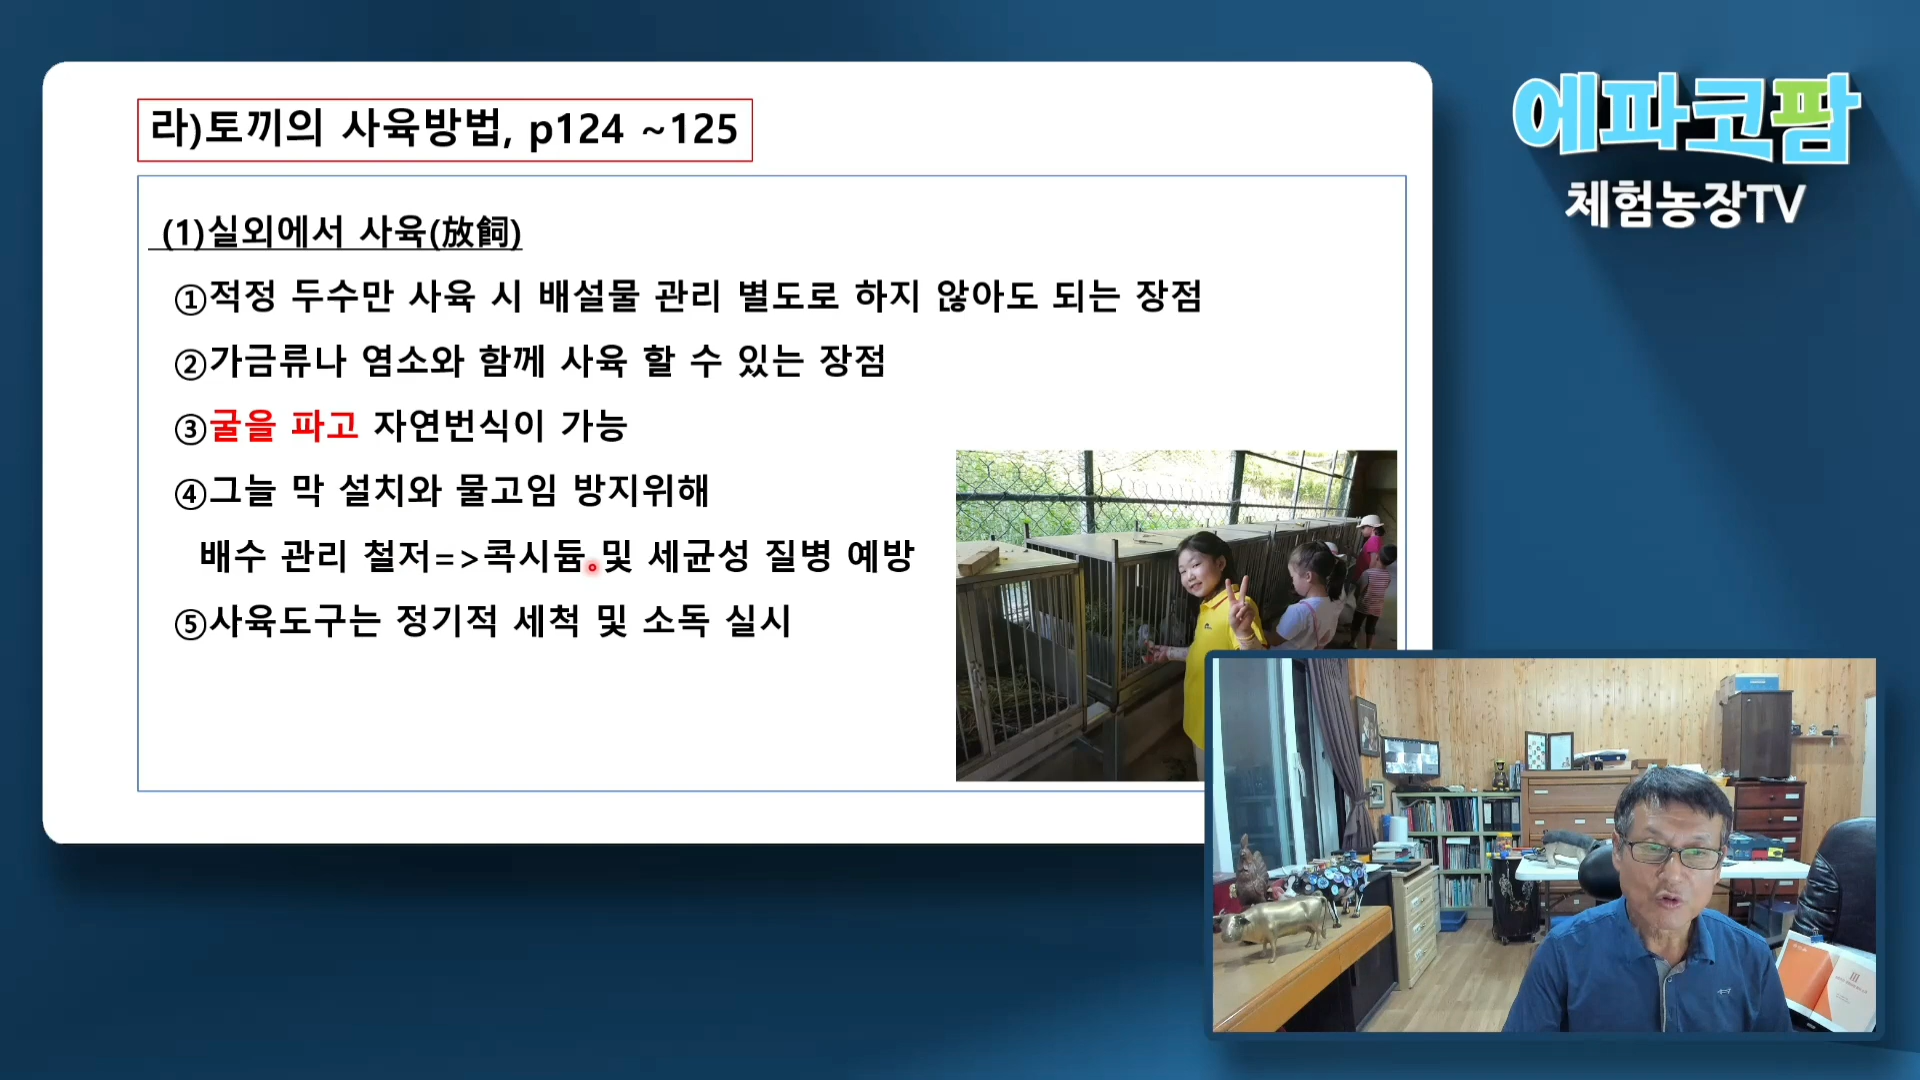 라)토끼의 사육방법, p124 ~125
(1)실외에서 사육(放飼)
①적정 두수만 사육 시 배설물 관리 별도로 하지 않아도 되는 장점
②가금류나 염소와 함께 사육 할 수 있는 장점
③굴을 파고 자연번식이 가능
④그늘 막 설치와 물고임 방지위해
배수 관리 철저=>콕시듐 및 세균성 질병 예방
⑤사육도구는 정기적 세척 및 소독 실시
에파코팜
체험농장TV